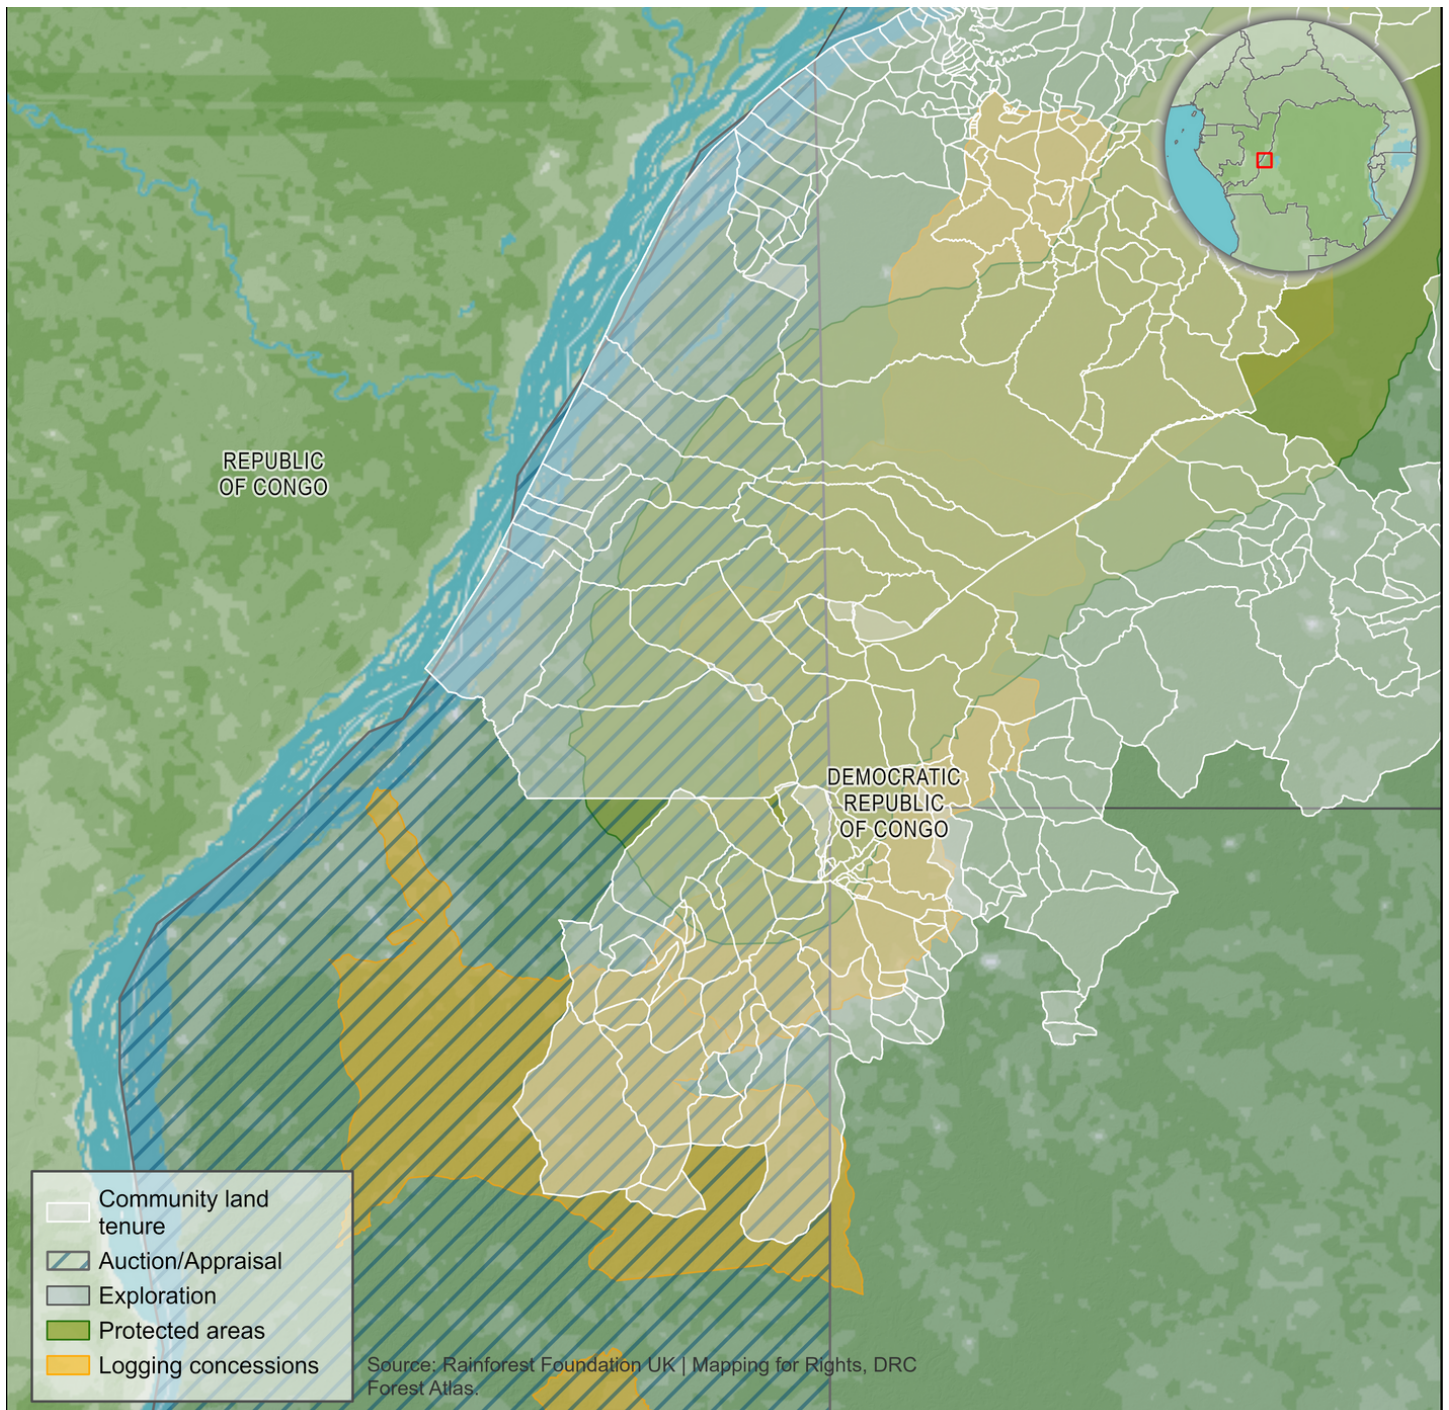 REPUBLIC
OF CONGO
DEMOCRATIC
REPUBLIC
OF CONGO
Community land
tenure
Auction/Appraisal
Exploration
Protected areas
Logging concessions
Source: Rainforest Foundation UK | Mapping for Rights, DRC
Forest Atlas.